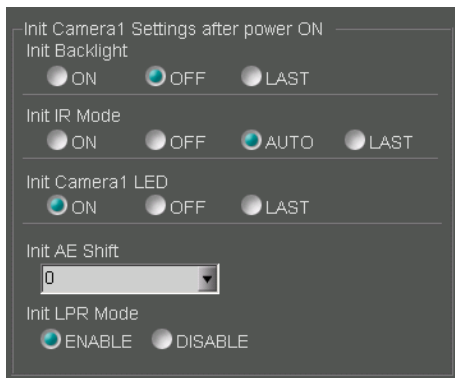 Init Camera1 Settings after power ON
Init Backlight
ON OFF LAST
Init IR Mode
ON OFF AUTO LAST
Init Camera1 LED
ON OFF LAST
Init AE Shift
0
Init LPR Mode
ENABLE DISABLE